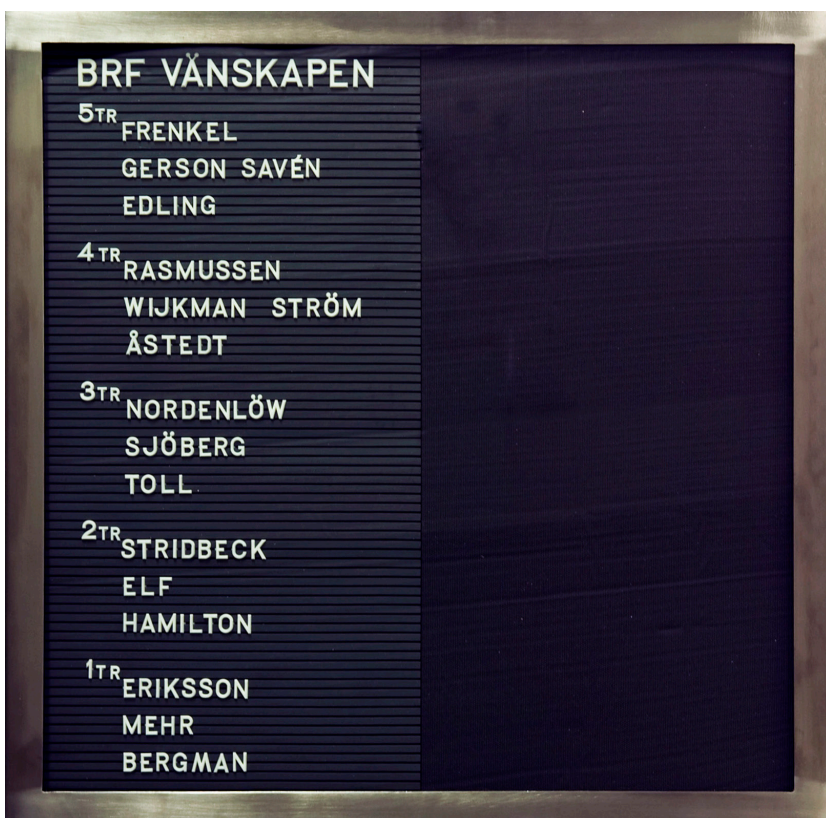 BRF VÄNSKAPEN
5TR FRENKEL
GERSON SAVÉN
EDLING
4TR RASMUSSEN
WIJKMAN STRÖM
ÅSTEDT
3TR NORDENLÖW
SJÖBERG
TOLL
2TR STRIDBECK
ELF
HAMILTON
1TR ERIKSSON
MEHR
BERGMAN